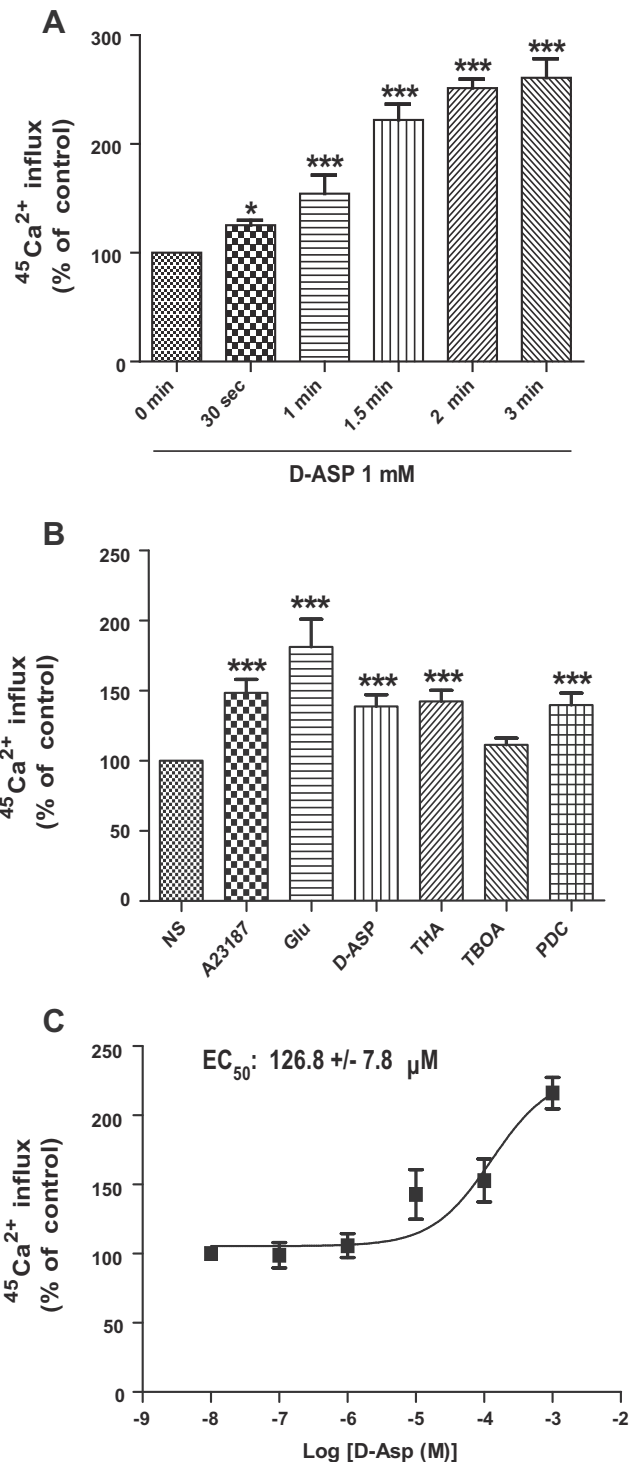 A
⁴⁵Ca²⁺ influx
(% of control)
300
200
100
0
*
***
***
***
***
0 min
30 sec
1 min
1.5 min
2 min
3 min
D-ASP 1 mM
B
⁴⁵Ca²⁺ influx
(% of control)
250
200
150
100
50
0
***
***
***
***
***
NS
A23187
Glu
D-ASP
THA
TBOA
PDC
C
EC₅₀: 126.8 +/- 7.8 µM
⁴⁵Ca²⁺ influx
(% of control)
250
200
150
100
50
0
-9
-8
-7
-6
-5
-4
-3
-2
Log [D-Asp (M)]